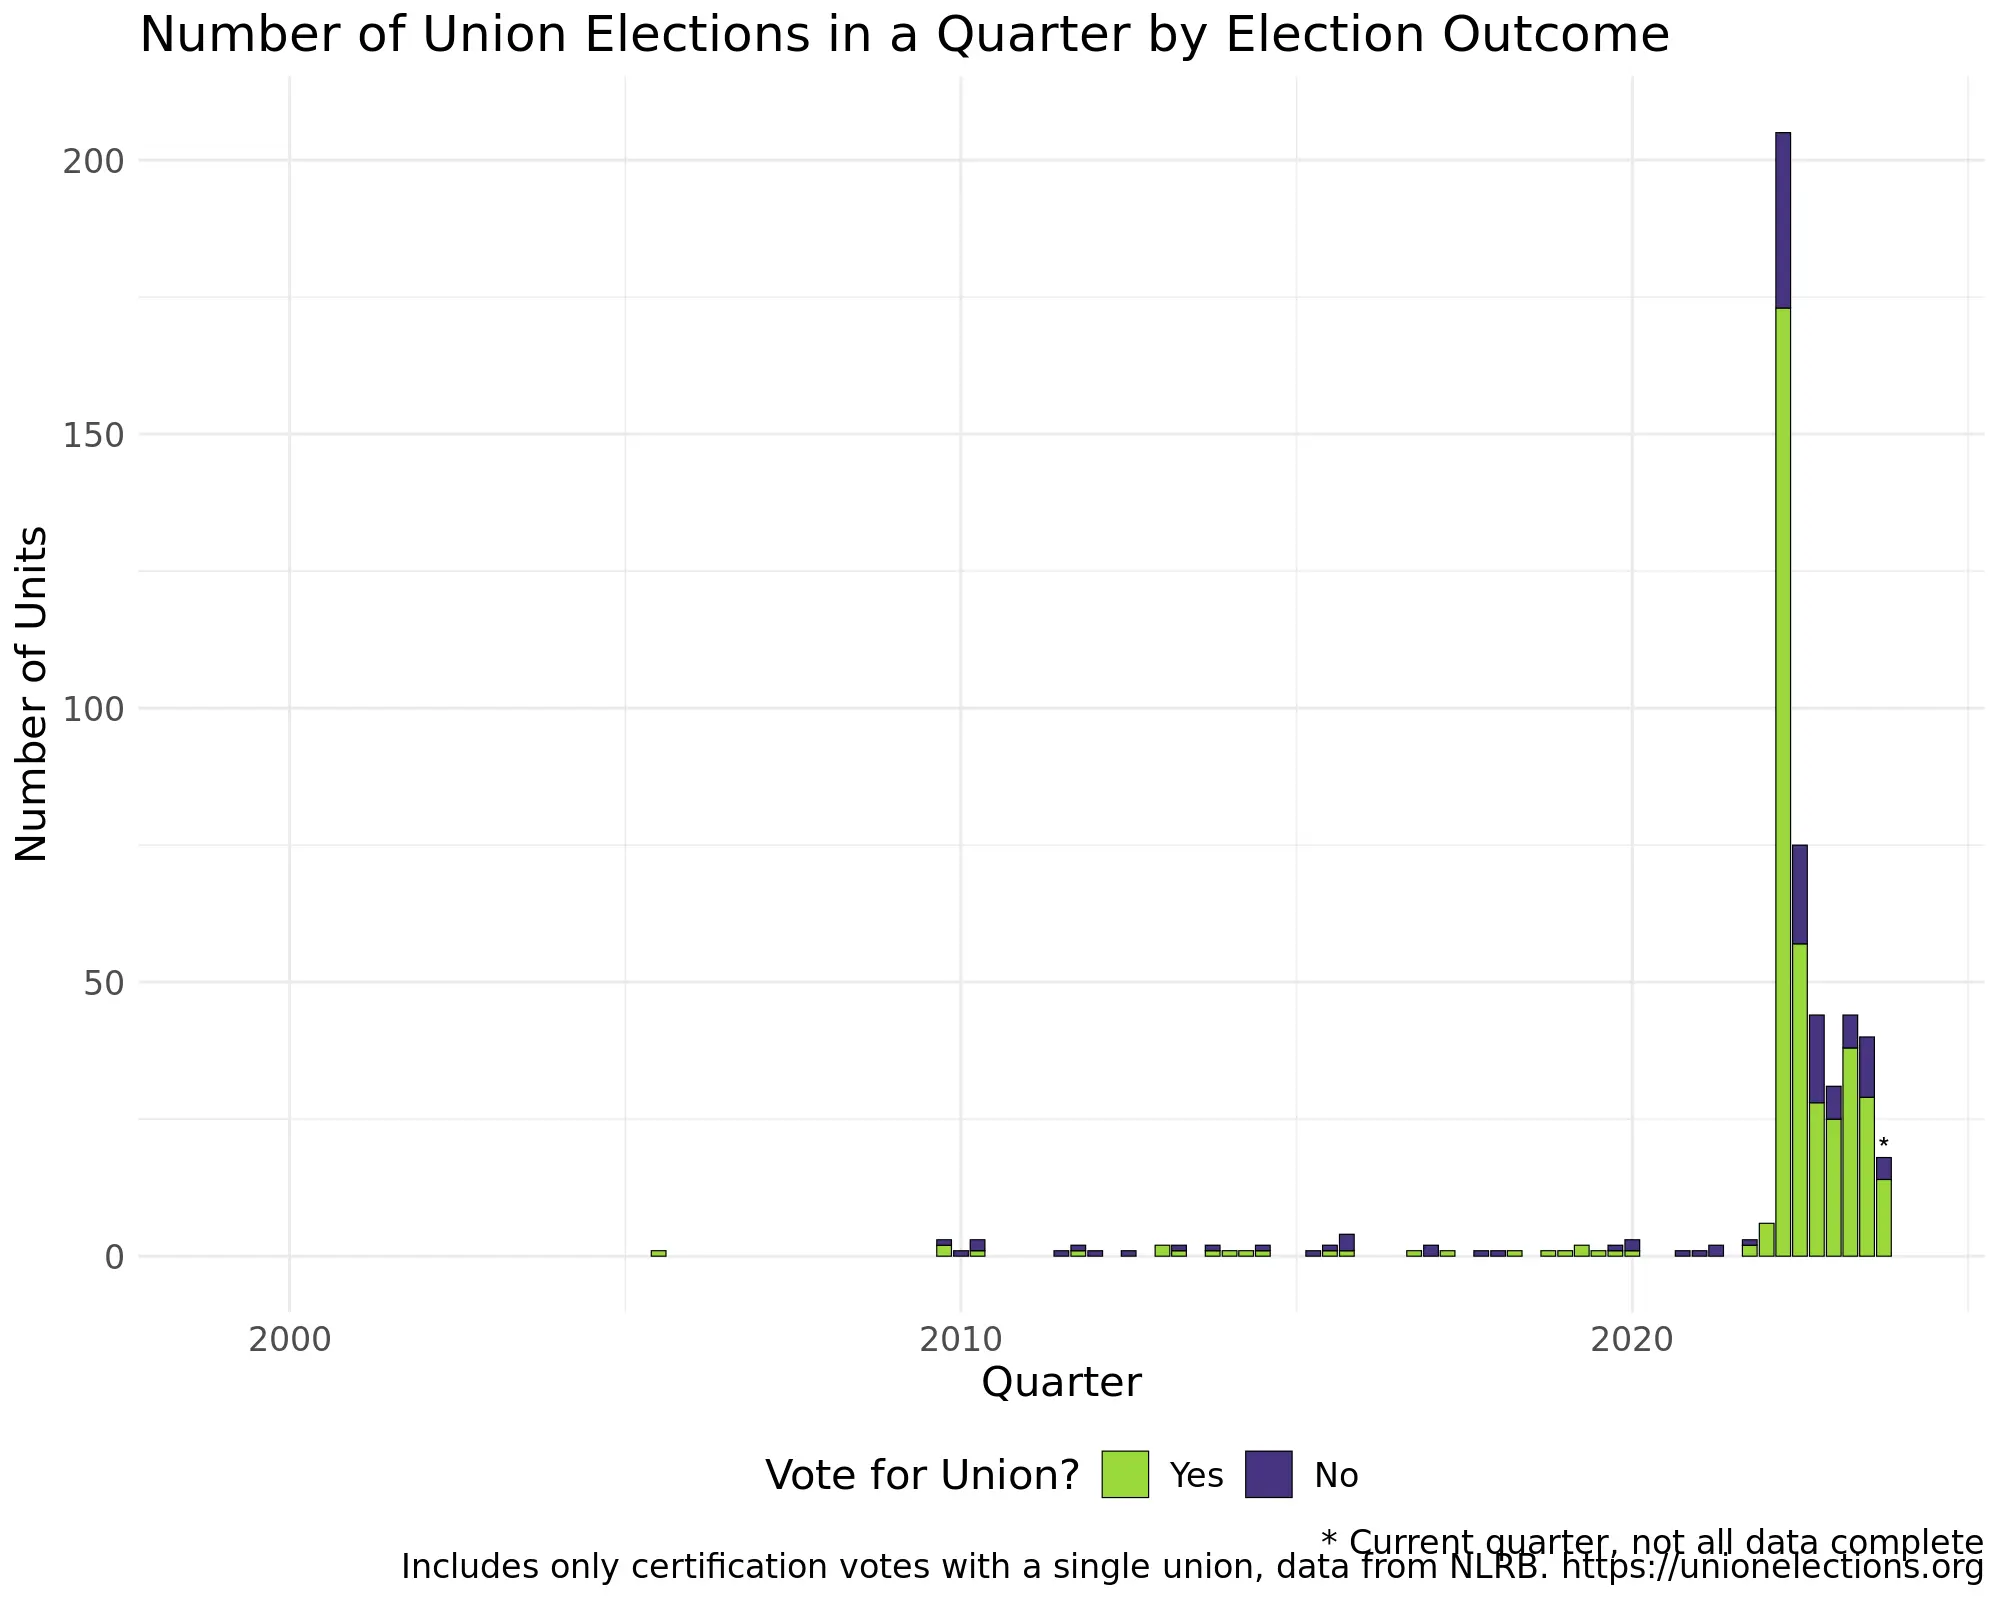 Number of Union Elections in a Quarter by Election Outcome
Number of Units
200
150
100
50
0
*
2000
2010
2020
Quarter
Vote for Union? Yes No
* Current quarter, not all data complete
Includes only certification votes with a single union, data from NLRB. https://unionelections.org